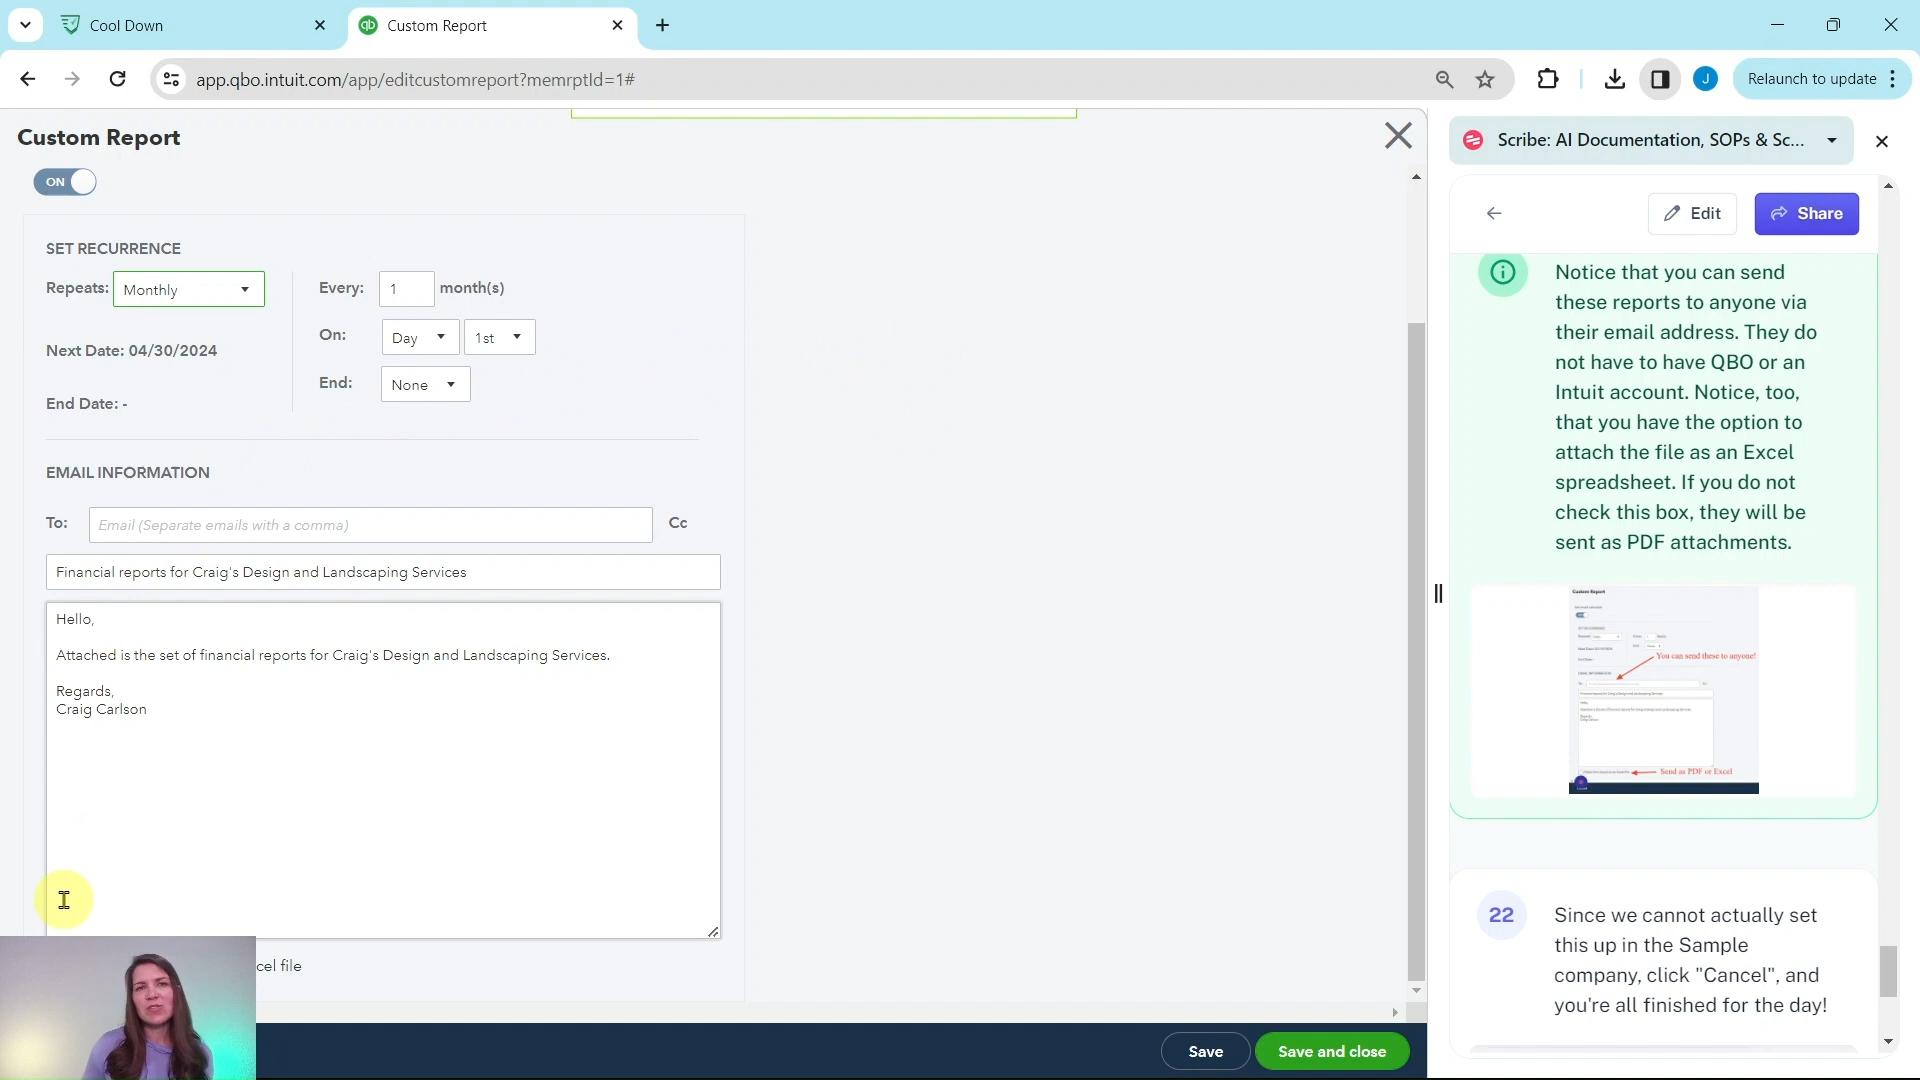 Cool Down
Custom Report
app.qbo.intuit.com/app/editcustomreport?memrptId=1#
J
Relaunch to update
Custom Report
ON
SET RECURRENCE
Repeats: Monthly
Every: 1 month(s)
On: Day 1st
Next Date: 04/30/2024
End: None
End Date: -
EMAIL INFORMATION
To: Email (Separate emails with a comma) Cc
Financial reports for Craig's Design and Landscaping Services
Hello,
Attached is the set of financial reports for Craig's Design and Landscaping Services.
Regards,
Craig Carlson
cel file
Save
Save and close
Scribe: AI Documentation, SOPs & Sc...
Edit
Share
Notice that you can send
these reports to anyone via
their email address. They do
not have to have QBO or an
Intuit account. Notice, too,
that you have the option to
attach the file as an Excel
spreadsheet. If you do not
check this box, they will be
sent as PDF attachments.
Custom Report
You can send these to anyone!
Send as PDF or Excel
22
Since we cannot actually set
this up in the Sample
company, click "Cancel", and
you're all finished for the day!